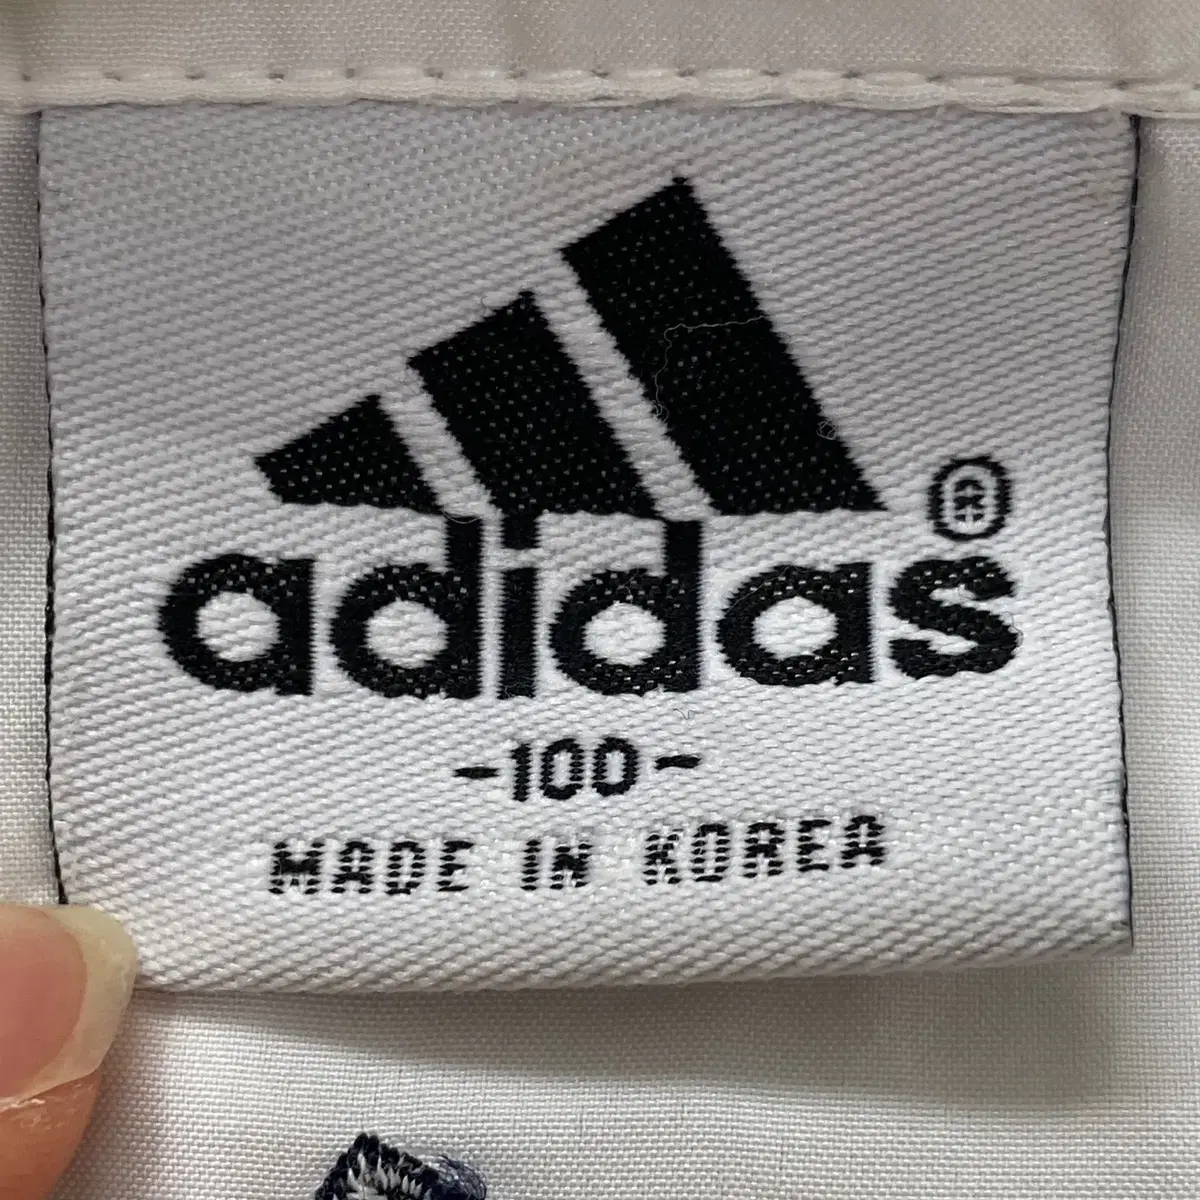 adidas®
-100-
MADE IN KOREA